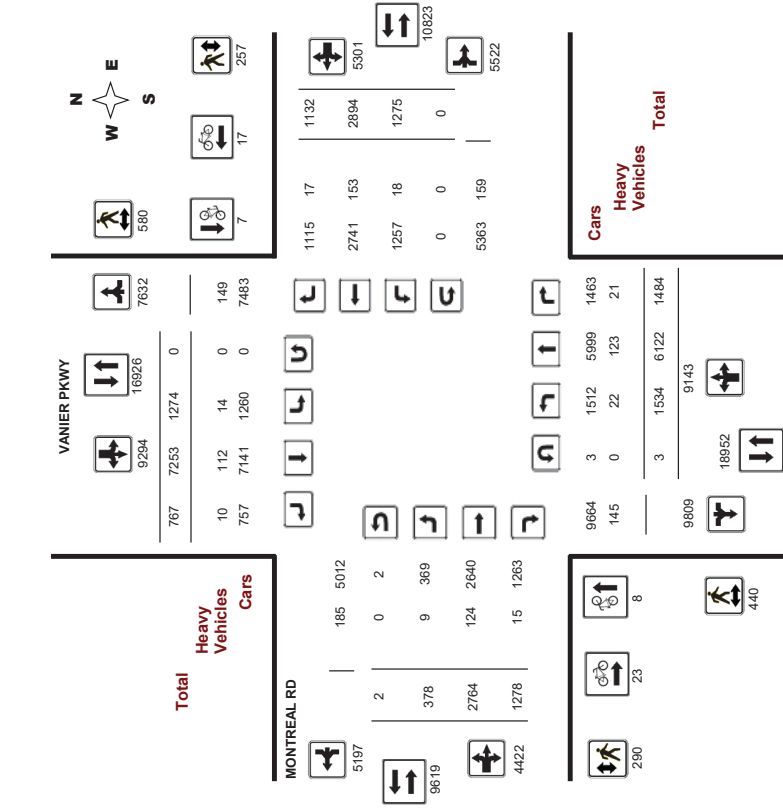 VANIER PKWY
N
W E
S
9294 16926 7632 580
767 7253 1274 0
Total
Heavy
Vehicles
10 112 14 0 149
Cars
757 7141 1260 0 7483
7 17 257
MONTREAL RD
1115 17 1132
185 5012
5197
2741 153 2894
5301
2 0 2
1257 18 1275
378 9 369
10823
9619
0 0 0
2764 124 2640
5363 159
5522
1278 15 1263
4422
9664 3 1512 5999 1463 Cars
145 0 22 123 21 Heavy
Vehicles
290 23 8
3 1534 6122 1484 Total
9809 9143
18952
440